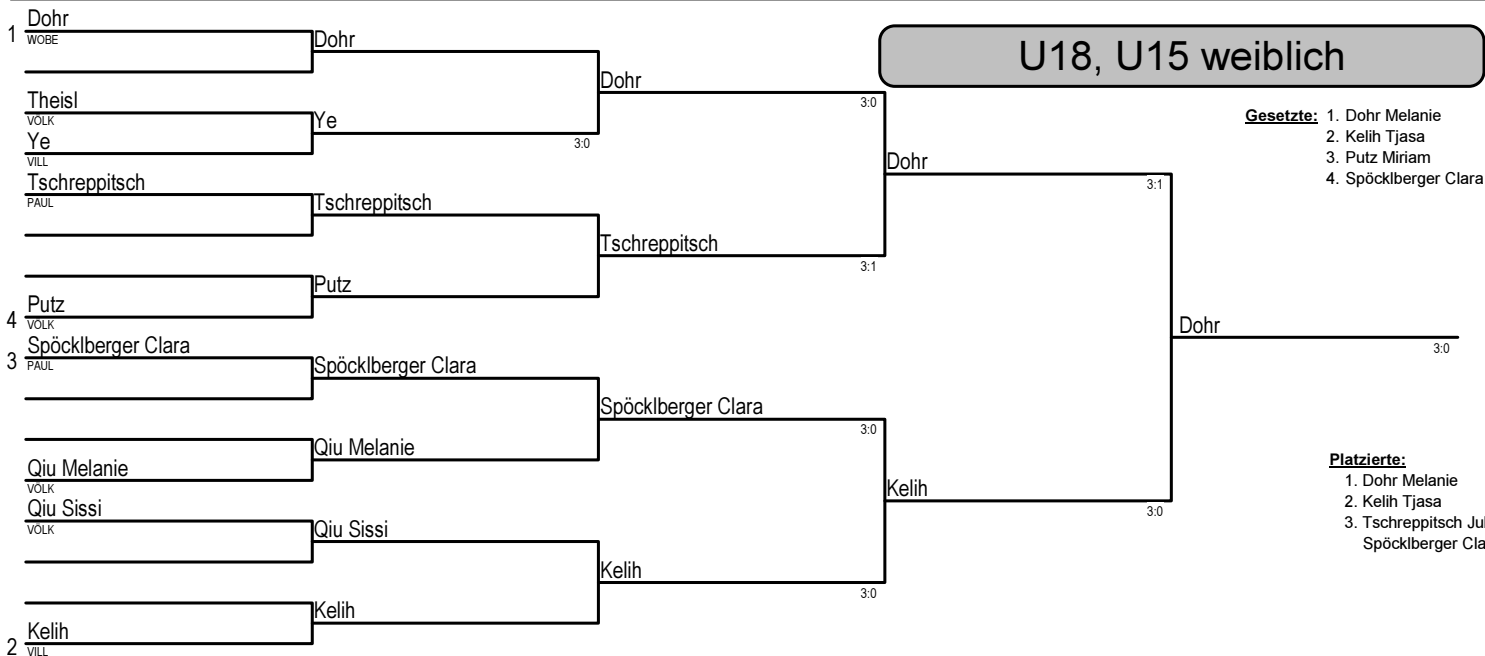 U18, U15 weiblich
Gesetzte: 1. Dohr Melanie
2. Kelih Tjasa
3. Putz Miriam
4. Spöcklberger Clara
1 Dohr
WOBE
Theisl
VÖLK
Ye
VILL
Tschreppitsch
PAUL
4 Putz
VÖLK
3 Spöcklberger Clara
PAUL
Qiu Melanie
VÖLK
Qiu Sissi
VÖLK
2 Kelih
VILL
Dohr
Ye
3:0
Tschreppitsch
Putz
Spöcklberger Clara
Qiu Melanie
Qiu Sissi
Kelih
Dohr
3:0
Tschreppitsch
3:1
Spöcklberger Clara
3:0
Kelih
3:0
Dohr
3:1
Kelih
3:0
Dohr
3:0
Platzierte:
1. Dohr Melanie
2. Kelih Tjasa
3. Tschreppitsch Jul
Spöcklberger Cla